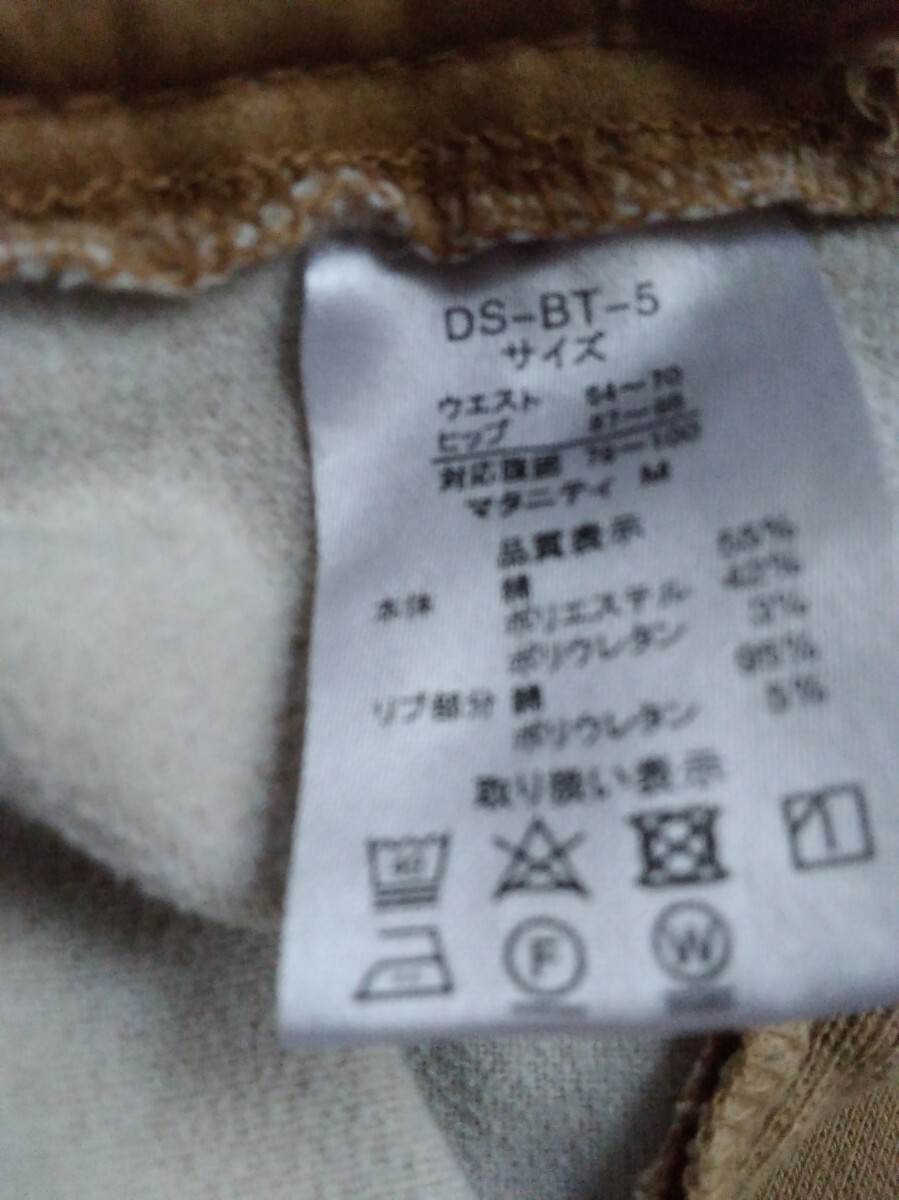 DS-BT-5
サイズ
ウエスト 64〜70
ヒップ 87〜95
対応腹囲 78〜100
マタニティ M
品質表示
本体 綿 55%
ポリエステル 42%
ポリウレタン 3%
リブ部分 綿 95%
ポリウレタン 5%
取り扱い表示
40
F
W